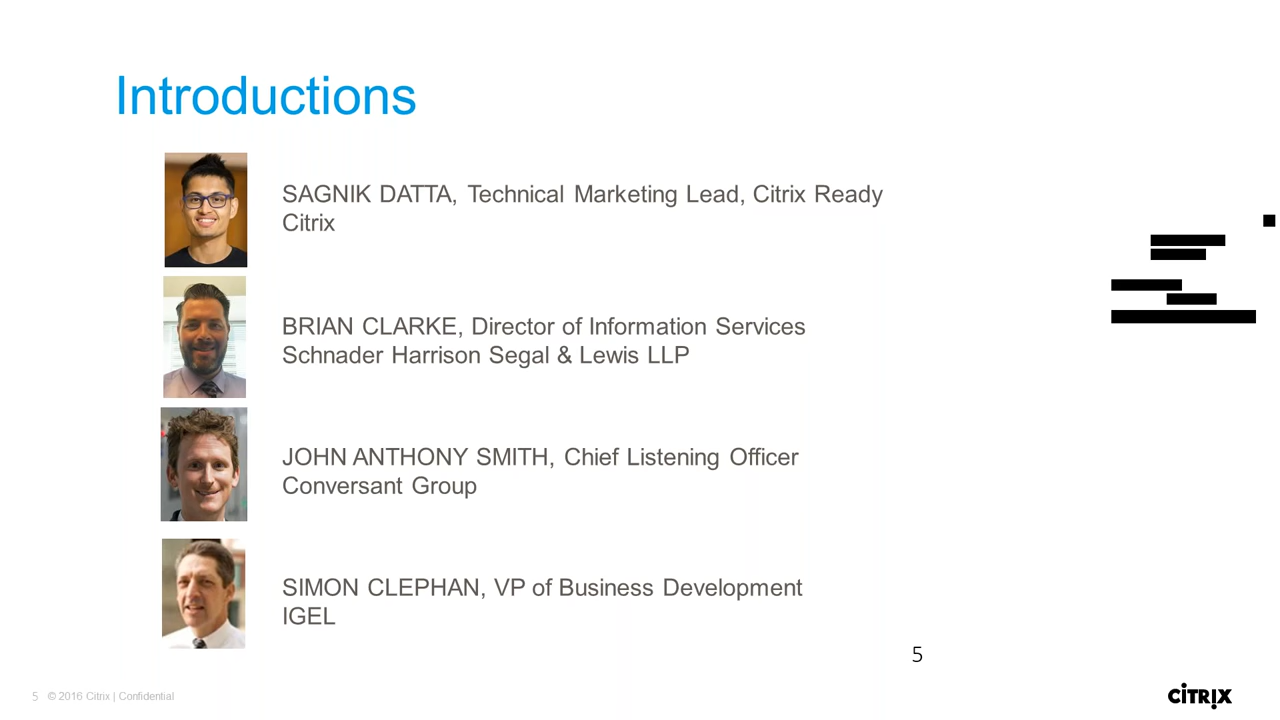 Introductions
SAGNIK DATTA, Technical Marketing Lead, Citrix Ready
Citrix
BRIAN CLARKE, Director of Information Services
Schnader Harrison Segal & Lewis LLP
JOHN ANTHONY SMITH, Chief Listening Officer
Conversant Group
SIMON CLEPHAN, VP of Business Development
IGEL
5
5 © 2016 Citrix | Confidential
CITRIX